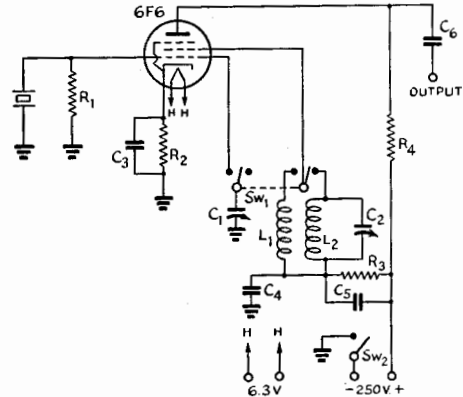 6F6
C6
OUTPUT
R1
H H
C3
R2
R4
Sw1
C1
L1
L2
C2
R3
C4
C5
H H
Sw2
6.3V
-250V.+